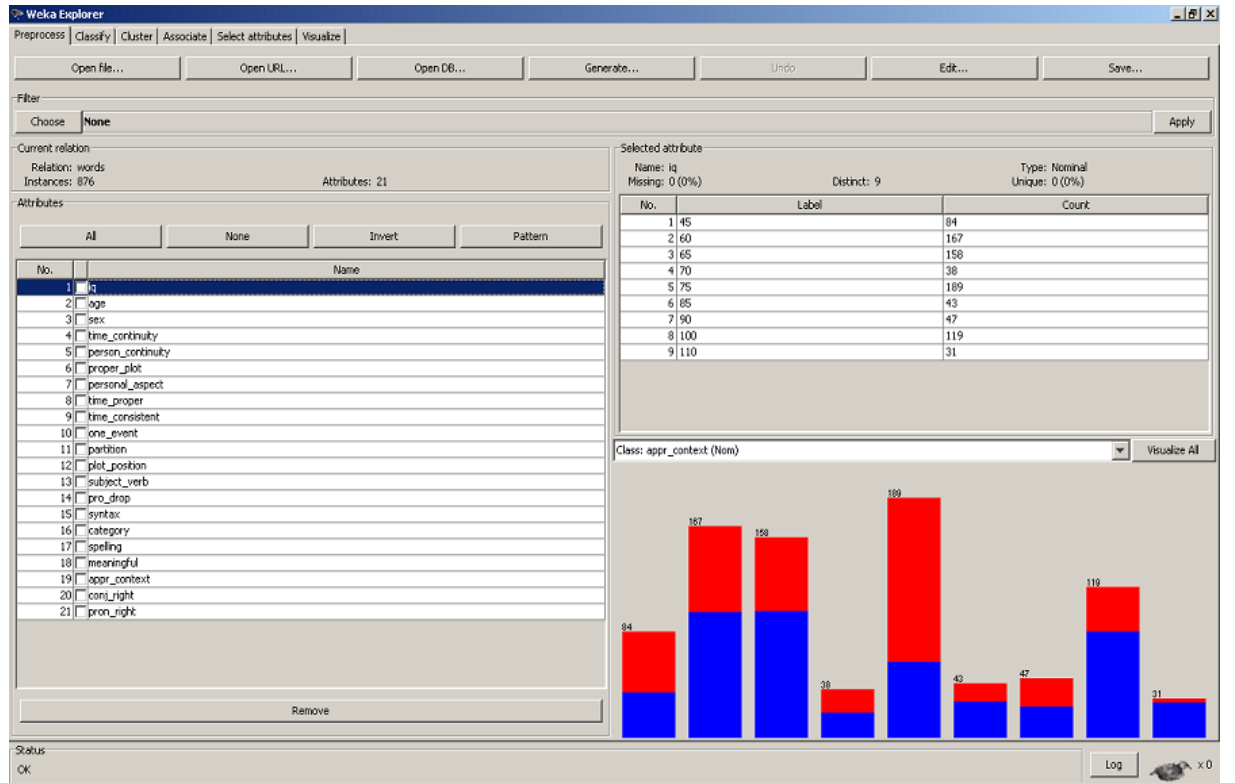 Weka Explorer
Preprocess Classify Cluster Associate Select attributes Visualize
Open file... Open URL... Open DB... Generate... Undo Edit... Save...
Filter
Choose None Apply
Current relation
Relation: words
Instances: 876 Attributes: 21
Attributes
All None Invert Pattern
No. Name
1 iq
2 age
3 sex
4 time_continuity
5 person_continuity
6 proper_plot
7 personal_aspect
8 time_proper
9 time_consistent
10 one_event
11 partition
12 plot_position
13 subject_verb
14 pro_drop
15 syntax
16 category
17 spelling
18 meaningful
19 appr_context
20 conj_right
21 pron_right
Remove
Selected attribute
Name: iq Type: Nominal
Missing: 0 (0%) Distinct: 9 Unique: 0 (0%)
No. Label Count
1 45 84
2 60 167
3 65 158
4 70 38
5 75 189
6 85 43
7 90 47
8 100 119
9 110 31
Class: appr_context (Nom) Visualize All
84 167 158 38 189 43 47 119 31
Status
OK Log x 0